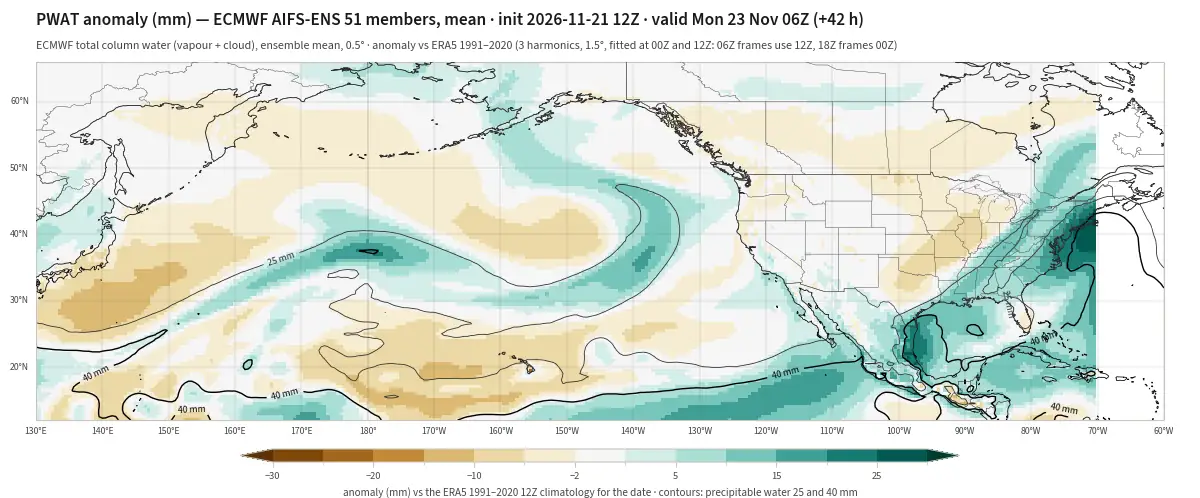 PWAT anomaly (mm) — ECMWF AIFS-ENS 51 members, mean · init 2026-11-21 12Z · valid Mon 23 Nov 06Z (+42 h)
ECMWF total column water (vapour + cloud), ensemble mean, 0.5° · anomaly vs ERA5 1991–2020 (3 harmonics, 1.5°, fitted at 00Z and 12Z: 06Z frames use 12Z, 18Z frames 00Z)
60°N
50°N
40°N
25 mm
30°N
40 mm
20°N
40 mm
40 mm
40 mm
40 mm
40 mm
130°E 140°E 150°E 160°E 170°E 180° 170°W 160°W 150°W 140°W 130°W 120°W 110°W 100°W 90°W 80°W 70°W 60°W
−30 −20 −10 −2 5 15 25
anomaly (mm) vs the ERA5 1991–2020 12Z climatology for the date · contours: precipitable water 25 and 40 mm